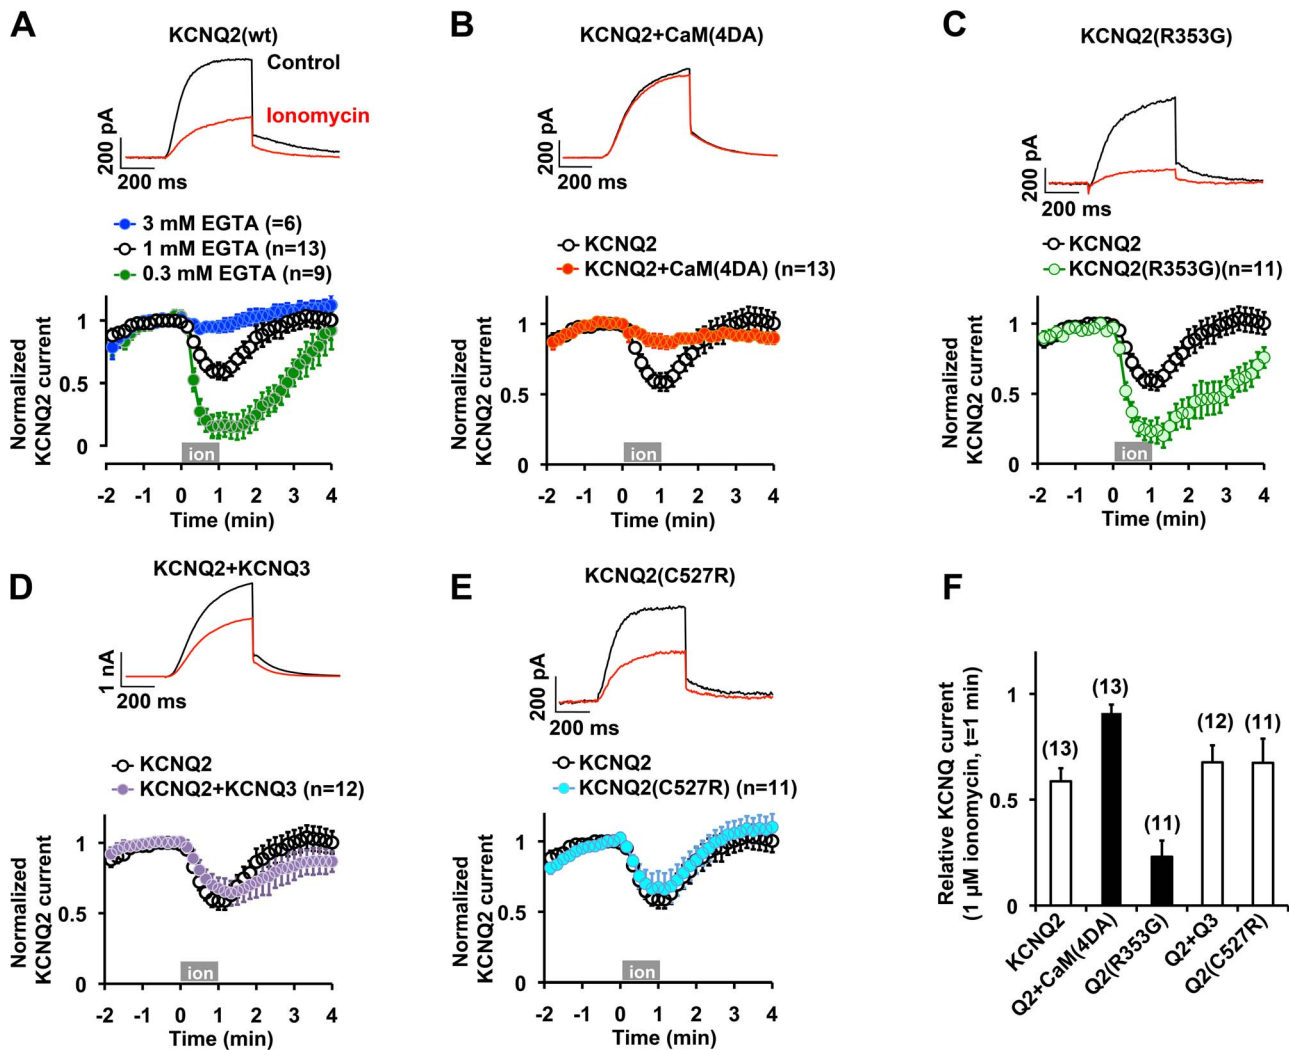 A
KCNQ2(wt)
Control
Ionomycin
200 pA
200 ms
3 mM EGTA (=6)
1 mM EGTA (n=13)
0.3 mM EGTA (n=9)
Normalized
KCNQ2 current
1
0.5
0
ion
-2 -1 0 1 2 3 4
Time (min)
B
KCNQ2+CaM(4DA)
200 pA
200 ms
KCNQ2
KCNQ2+CaM(4DA) (n=13)
Normalized
KCNQ2 current
1
0.5
0
ion
-2 -1 0 1 2 3 4
Time (min)
C
KCNQ2(R353G)
200 pA
200 ms
KCNQ2
KCNQ2(R353G)(n=11)
Normalized
KCNQ2 current
1
0.5
0
ion
-2 -1 0 1 2 3 4
Time (min)
D
KCNQ2+KCNQ3
1 nA
200 ms
KCNQ2
KCNQ2+KCNQ3 (n=12)
Normalized
KCNQ2 current
1
0.5
0
ion
-2 -1 0 1 2 3 4
Time (min)
E
KCNQ2(C527R)
200 pA
200 ms
KCNQ2
KCNQ2(C527R) (n=11)
Normalized
KCNQ2 current
1
0.5
0
ion
-2 -1 0 1 2 3 4
Time (min)
F
Relative KCNQ current
(1 µM ionomycin, t=1 min)
1
0.5
0
(13)
(13)
(11)
(12)
(11)
KCNQ2
Q2+CaM(4DA)
Q2(R353G)
Q2+Q3
Q2(C527R)